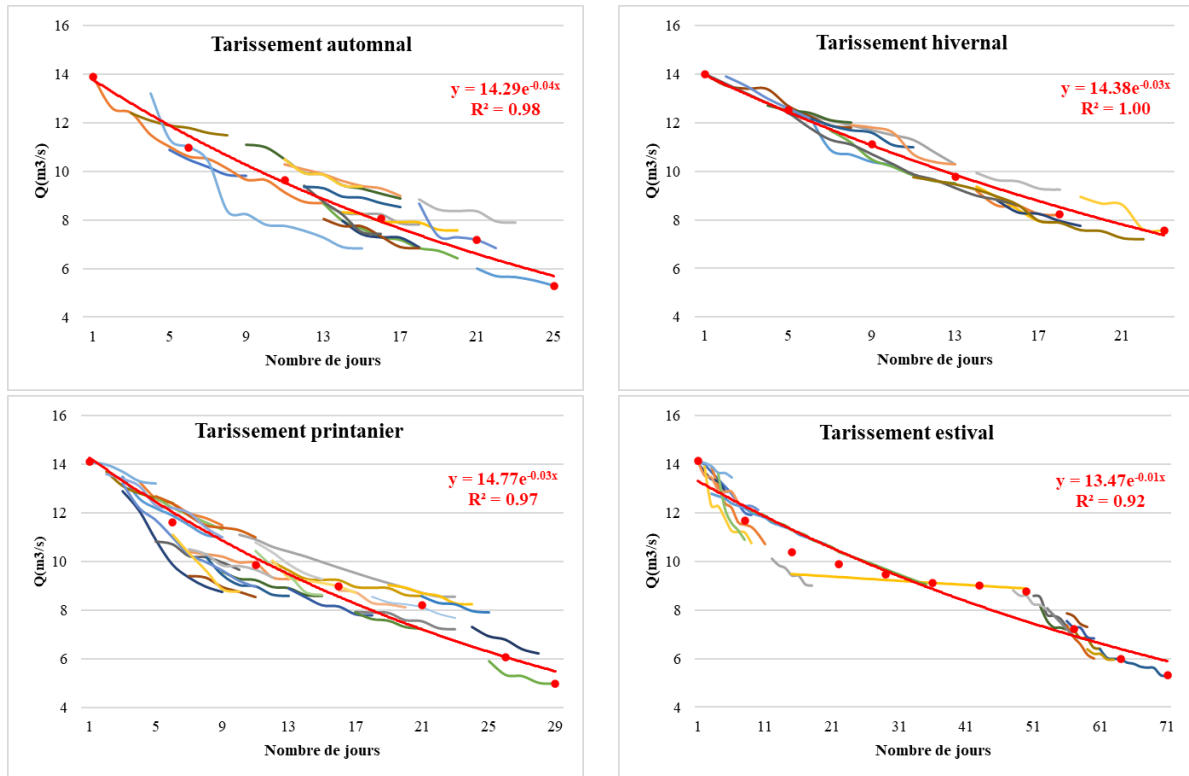 Tarissement automnal
y = 14.29e-0.04x
R² = 0.98
Q(m3/s)
16
14
12
10
8
6
4
1 5 9 13 17 21 25
Nombre de jours
Tarissement hivernal
y = 14.38e-0.03x
R² = 1.00
Q(m3/s)
16
14
12
10
8
6
4
1 5 9 13 17 21
Nombre de jours
Tarissement printanier
y = 14.77e-0.03x
R² = 0.97
Q(m3/s)
16
14
12
10
8
6
4
1 5 9 13 17 21 25 29
Nombre de jours
Tarissement estival
y = 13.47e-0.01x
R² = 0.92
Q(m3/s)
16
14
12
10
8
6
4
1 11 21 31 41 51 61 71
Nombre de jours